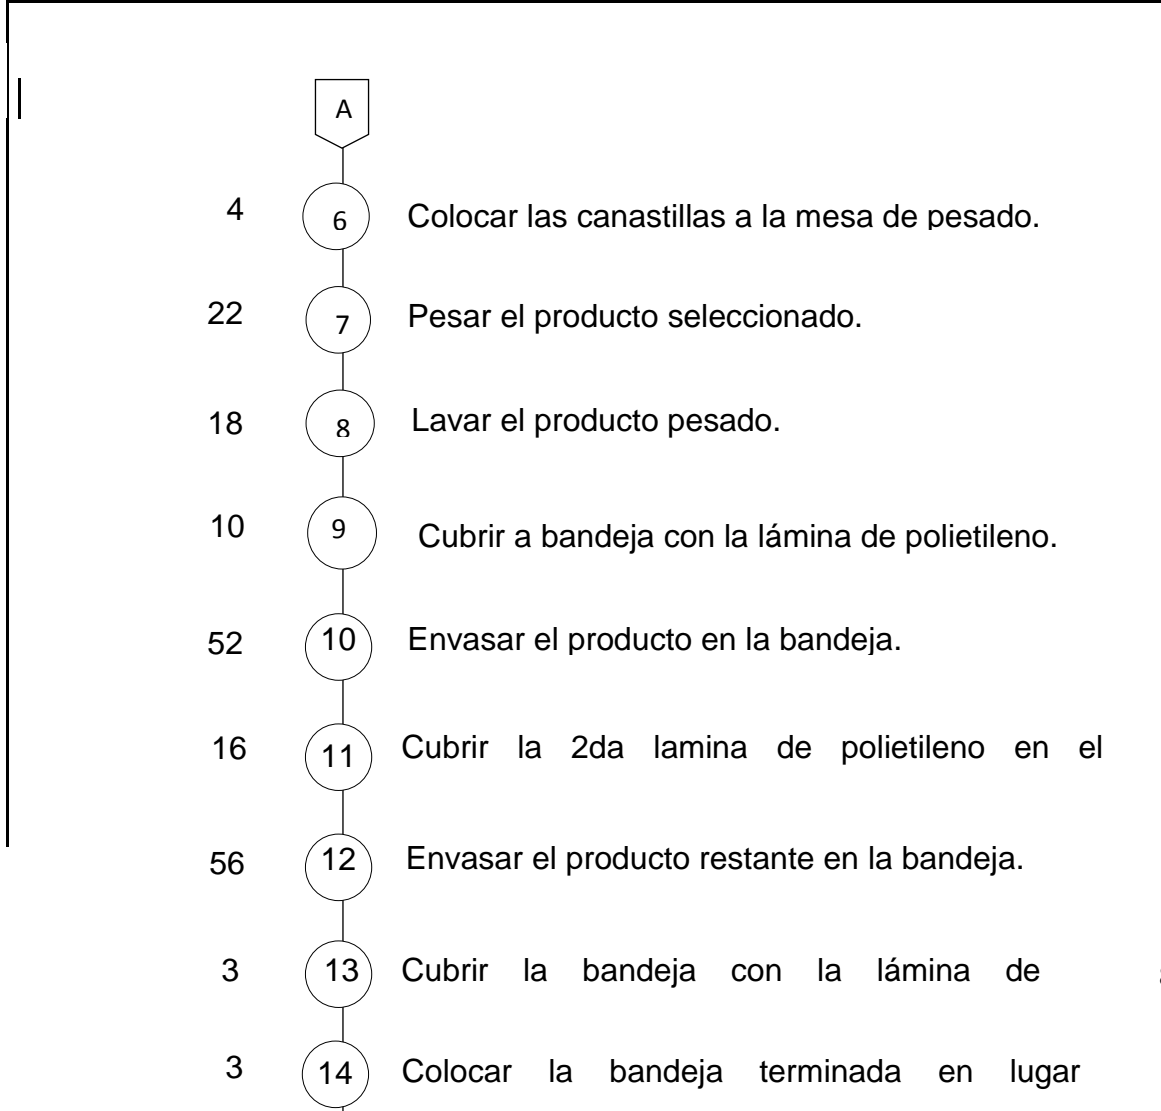 A
4 6 Colocar las canastillas a la mesa de pesado.
22 7 Pesar el producto seleccionado.
18 8 Lavar el producto pesado.
10 9 Cubrir a bandeja con la lámina de polietileno.
52 10 Envasar el producto en la bandeja.
16 11 Cubrir la 2da lamina de polietileno en el
56 12 Envasar el producto restante en la bandeja.
3 13 Cubrir la bandeja con la lámina de
3 14 Colocar la bandeja terminada en lugar